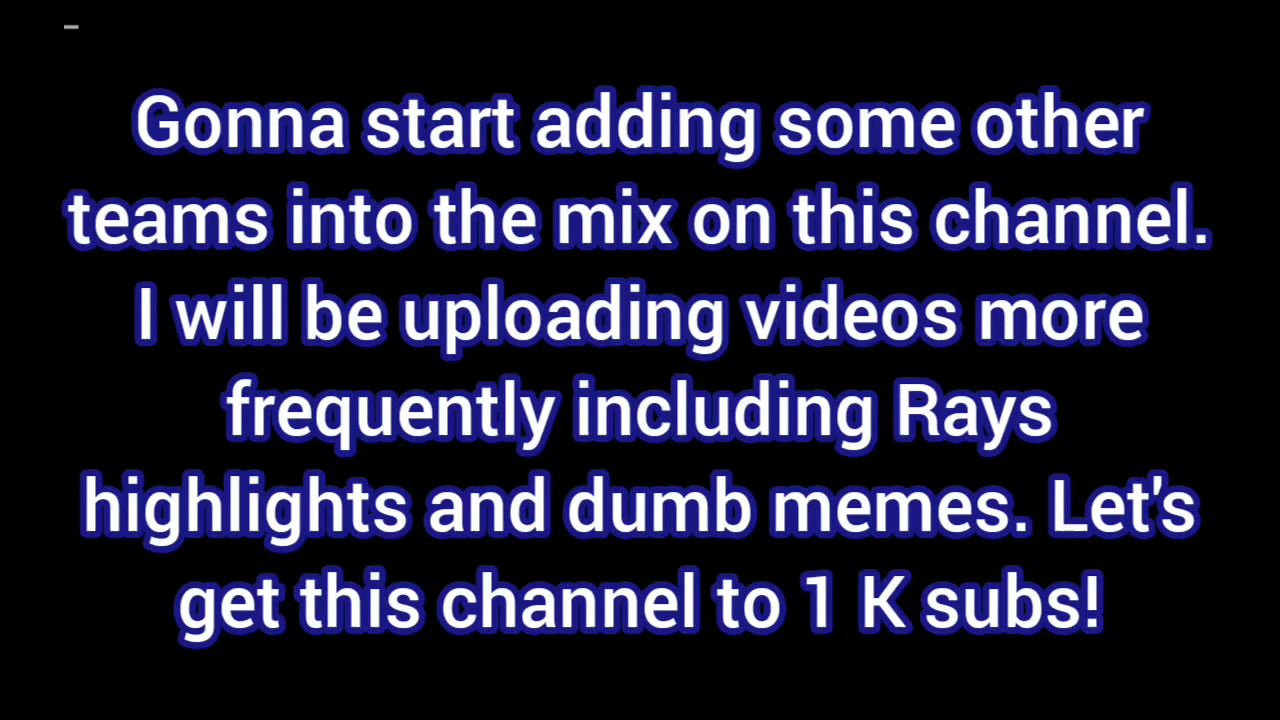 Gonna start adding some other
teams into the mix on this channel.
I will be uploading videos more
frequently including Rays
highlights and dumb memes. Let's
get this channel to 1 K subs!